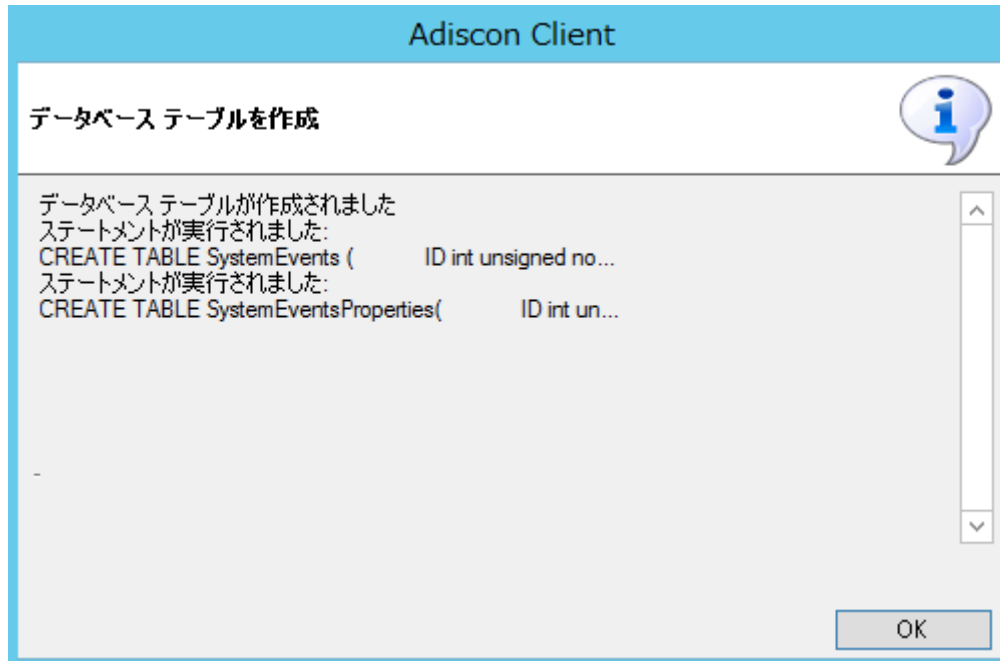 Adiscon Client
データベース テーブルを作成
データベース テーブルが作成されました
ステートメントが実行されました:
CREATE TABLE SystemEvents ( ID int unsigned no...
ステートメントが実行されました:
CREATE TABLE SystemEventsProperties( ID int un...
-
OK